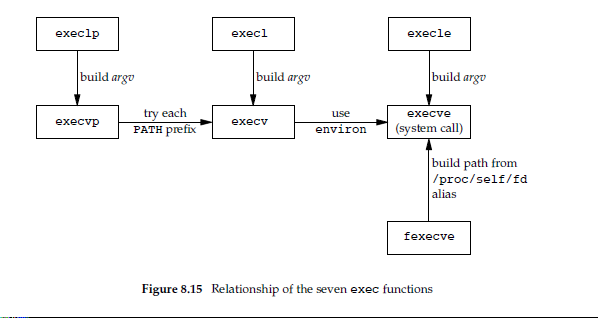 execlp
execl
execle
build argv
build argv
build argv
execvp
try each
PATH prefix
execv
use
environ
execve
(system call)
build path from
/proc/self/fd
alias
fexecve
Figure 8.15 Relationship of the seven exec functions